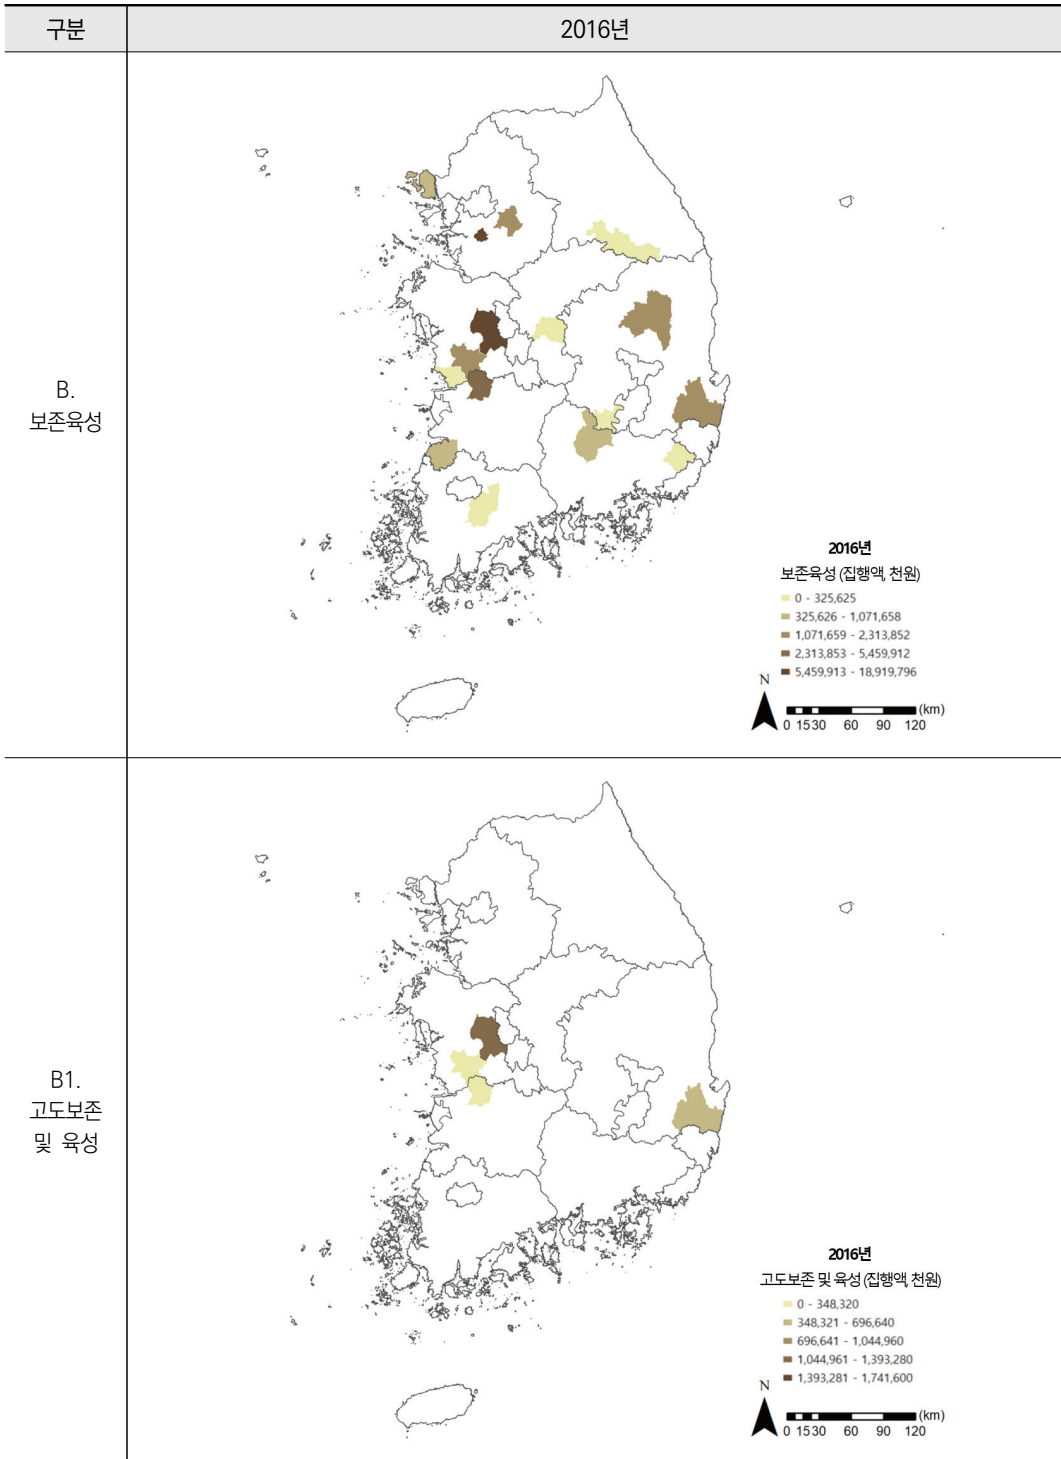 구분
2016년
B.
보존육성
2016년
보존육성 (집행액, 천원)
0 - 325,625
325,626 - 1,071,658
1,071,659 - 2,313,852
2,313,853 - 5,459,912
5,459,913 - 18,919,796
N
(km)
0 1530 60 90 120
B1.
고도보존
및 육성
2016년
고도보존 및 육성 (집행액, 천원)
0 - 348,320
348,321 - 696,640
696,641 - 1,044,960
1,044,961 - 1,393,280
1,393,281 - 1,741,600
N
(km)
0 1530 60 90 120